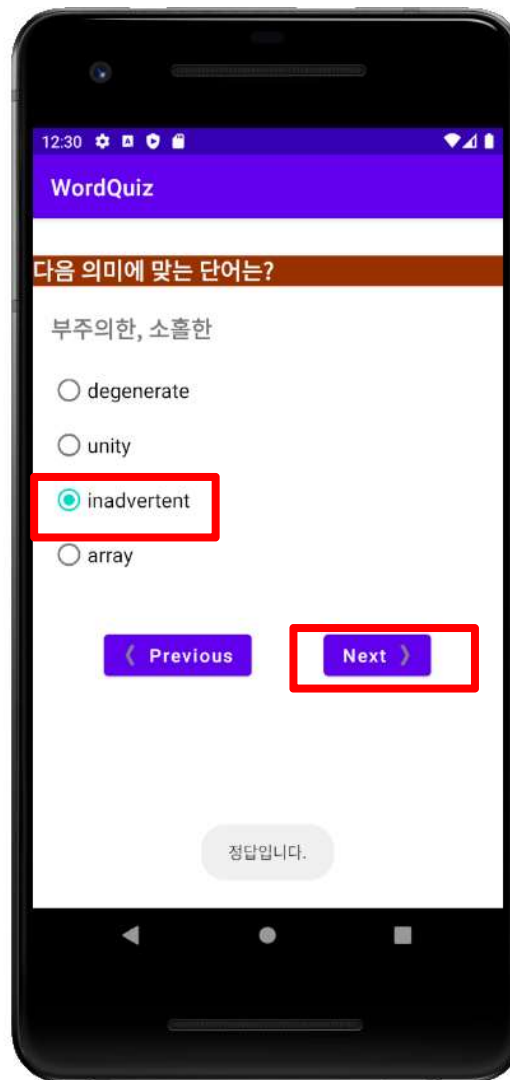 12:30
WordQuiz
다음 의미에 맞는 단어는?
부주의한, 소홀한
degenerate
unity
inadvertent
array
《 Previous
Next 》
정답입니다.